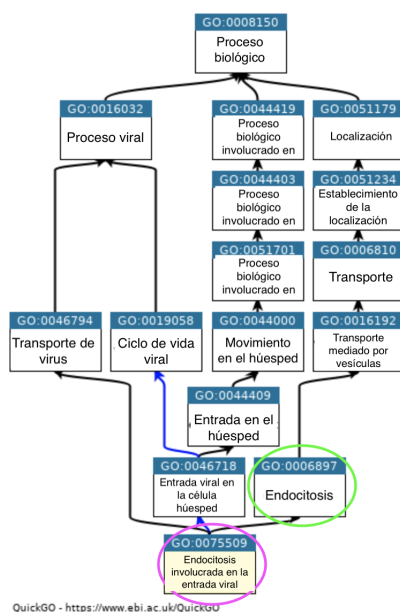 GO:0008150
Proceso
biológico
GO:0016032
Proceso viral
GO:0044419
Proceso
biológico
involucrado en
GO:0051179
Localización
GO:0044403
Proceso
biológico
involucrado en
GO:0051234
Establecimiento
de la
localización
GO:0051701
Proceso
biológico
involucrado en
GO:0006810
Transporte
GO:0046794
Transporte de
virus
GO:0019058
Ciclo de vida
viral
GO:0044000
Movimiento
en el húesped
GO:0016192
Transporte
mediado por
vesículas
GO:0044409
Entrada en el
húesped
GO:0046718
Entrada viral en
la célula
húesped
GO:0006897
Endocitosis
GO:0075509
Endocitosis
involucrada en la
entrada viral
QuickGO - https://www.ebi.ac.uk/QuickGO